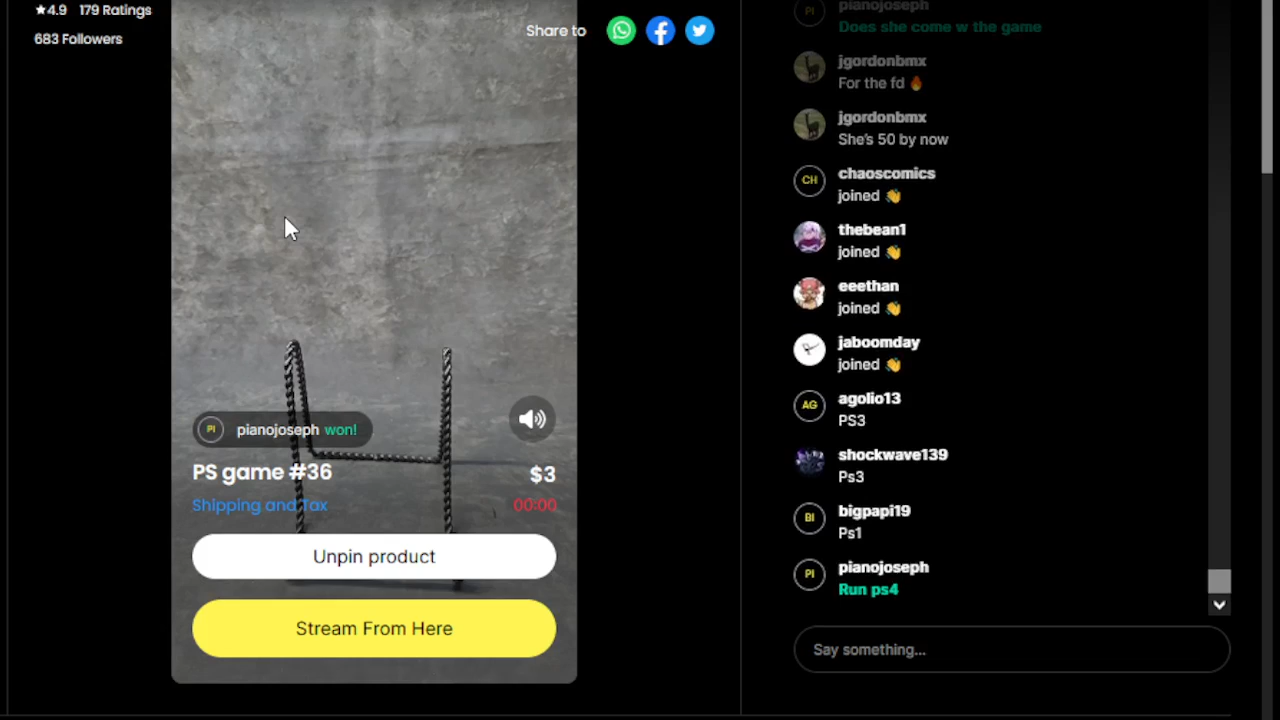 ★4.9 179 Ratings
683 Followers
Share to
PI pianojoseph won!
PS game #36 $3
Shipping and Tax 00:00
Unpin product
Stream From Here
PI pianojoseph
Does she come w the game
jgordonbmx
For the fd 🔥
jgordonbmx
She's 50 by now
CH chaoscomics
joined 👏
thebean1
joined 👏
eeethan
joined 👏
jaboomday
joined 👏
AG agolio13
PS3
shockwave139
Ps3
BI bigpapi19
Ps1
PI pianojoseph
Run ps4
Say something...